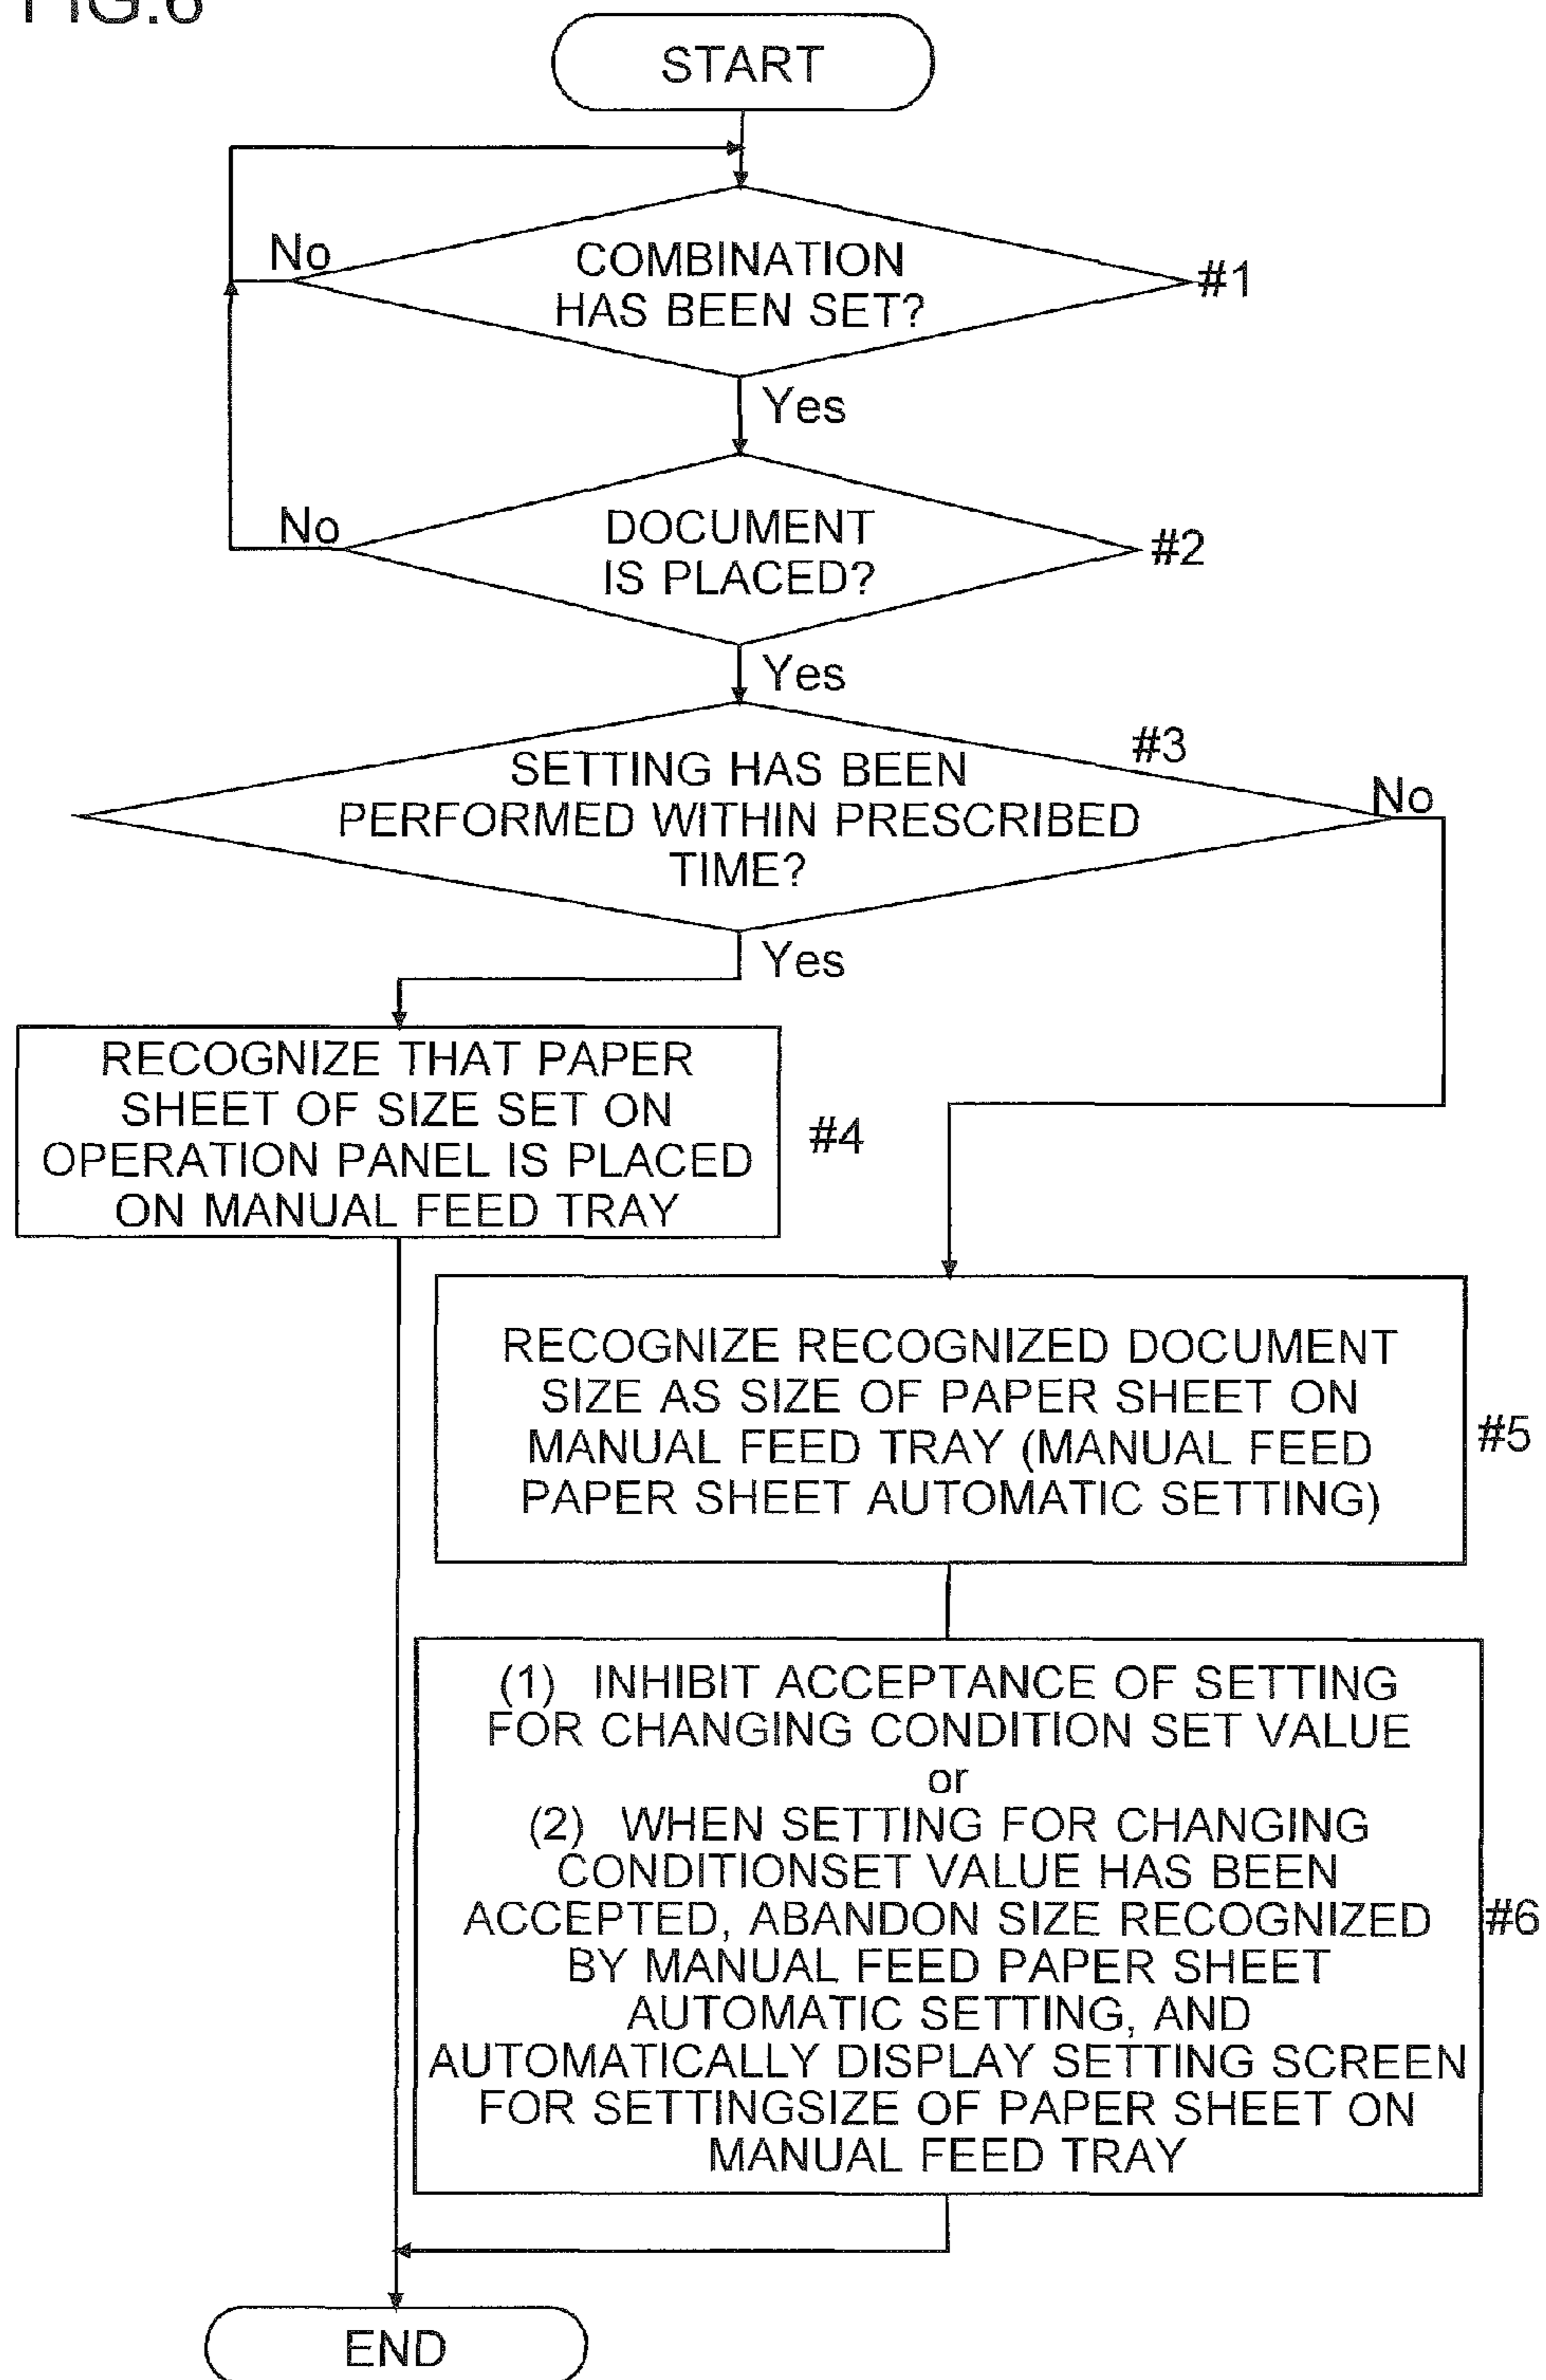 FIG.6
START
No
COMBINATION
HAS BEEN SET?
#1
Yes
No
DOCUMENT
IS PLACED?
#2
Yes
#3
SETTING HAS BEEN
PERFORMED WITHIN PRESCRIBED
TIME?
No
Yes
RECOGNIZE THAT PAPER
SHEET OF SIZE SET ON
OPERATION PANEL IS PLACED
ON MANUAL FEED TRAY
#4
RECOGNIZE RECOGNIZED DOCUMENT
SIZE AS SIZE OF PAPER SHEET ON
MANUAL FEED TRAY (MANUAL FEED
PAPER SHEET AUTOMATIC SETTING)
#5
(1) INHIBIT ACCEPTANCE OF SETTING
FOR CHANGING CONDITION SET VALUE
or
(2) WHEN SETTING FOR CHANGING
CONDITIONSET VALUE HAS BEEN
ACCEPTED, ABANDON SIZE RECOGNIZED
BY MANUAL FEED PAPER SHEET
AUTOMATIC SETTING, AND
AUTOMATICALLY DISPLAY SETTING SCREEN
FOR SETTINGSIZE OF PAPER SHEET ON
MANUAL FEED TRAY
#6
END